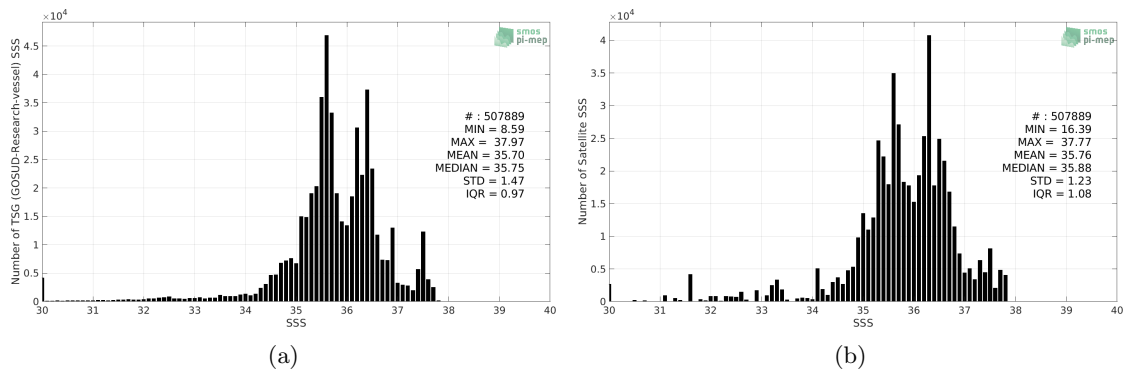 ×10⁴
4.5
4
3.5
3
2.5
2
1.5
1
0.5
0
Number of TSG (GOSUD-Research-vessel) SSS
30 31 32 33 34 35 36 37 38 39 40
SSS
smos
pi-mep
# : 507889
MIN = 8.59
MAX = 37.97
MEAN = 35.70
MEDIAN = 35.75
STD = 1.47
IQR = 0.97
(a)
×10⁴
4
3.5
3
2.5
2
1.5
1
0.5
0
Number of Satellite SSS
30 31 32 33 34 35 36 37 38 39 40
SSS
smos
pi-mep
# : 507889
MIN = 16.39
MAX = 37.77
MEAN = 35.76
MEDIAN = 35.88
STD = 1.23
IQR = 1.08
(b)